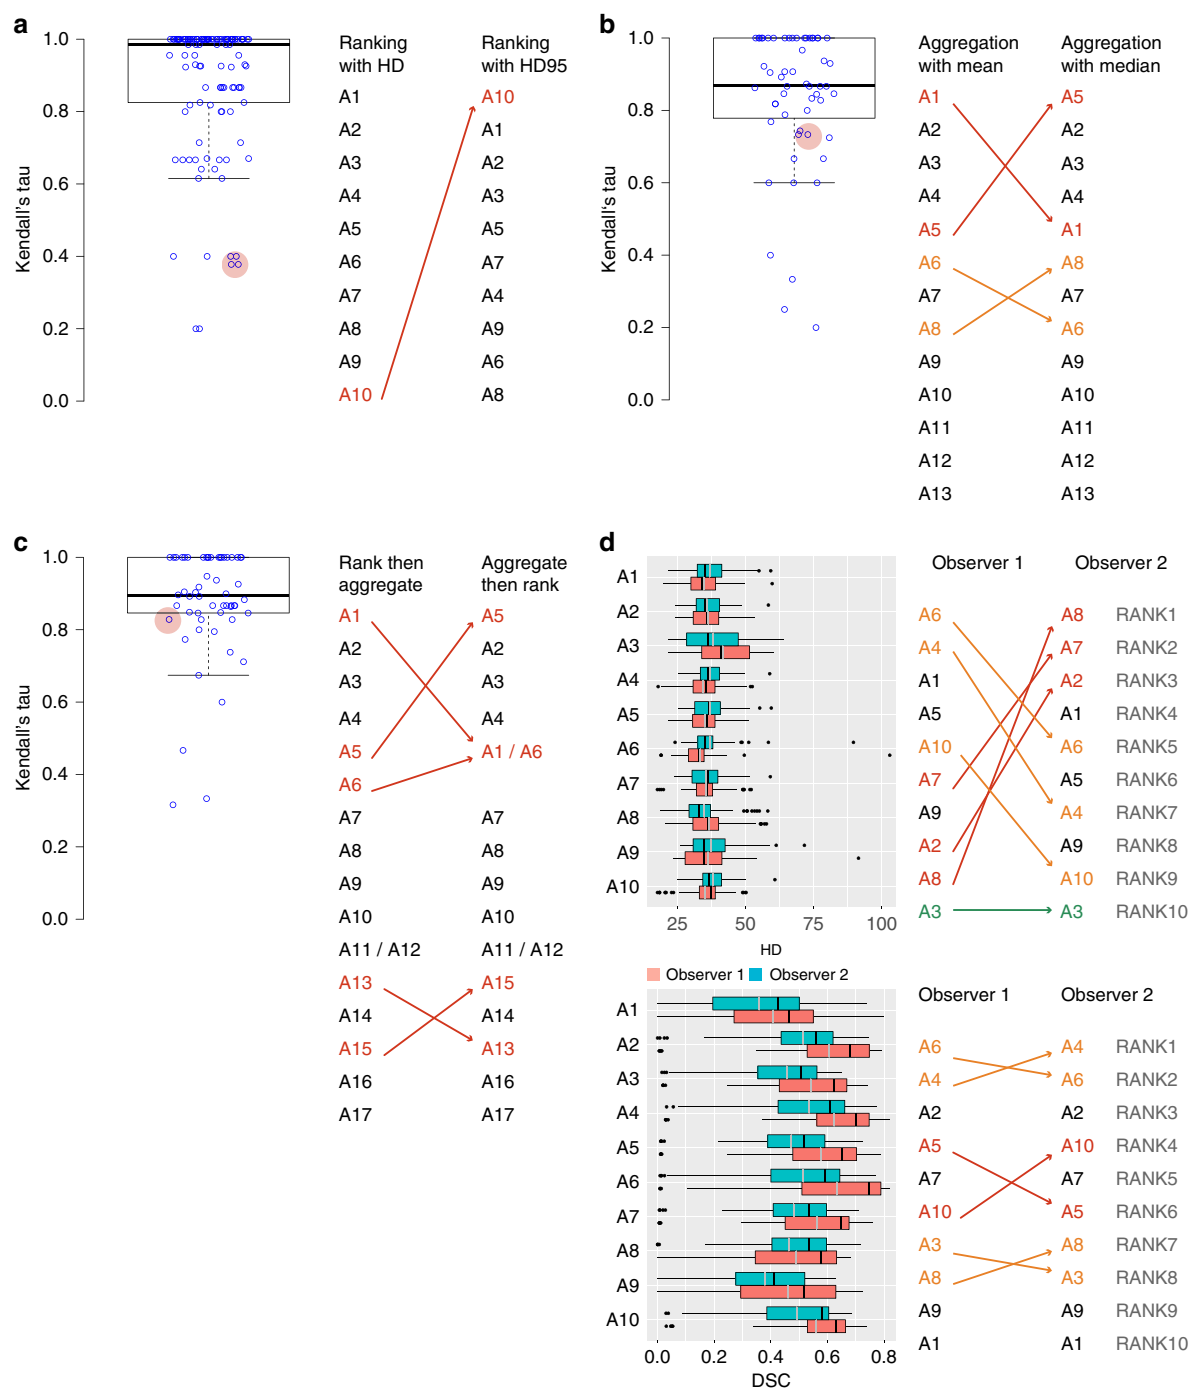 a
Kendall's tau
1.0
0.8
0.6
0.4
0.2
0.0
Ranking with HD
Ranking with HD95
A1 A10
A2 A1
A3 A2
A4 A3
A5 A5
A6 A7
A7 A4
A8 A9
A9 A6
A10 A8
b
Kendall's tau
1.0
0.8
0.6
0.4
0.2
0.0
Aggregation with mean
Aggregation with median
A1 A5
A2 A2
A3 A3
A4 A4
A5 A1
A6 A8
A7 A7
A8 A6
A9 A9
A10 A10
A11 A11
A12 A12
A13 A13
c
Kendall's tau
1.0
0.8
0.6
0.4
0.2
0.0
Rank then aggregate
Aggregate then rank
A1 A5
A2 A2
A3 A3
A4 A4
A5 A1 / A6
A6
A7 A7
A8 A8
A9 A9
A10 A10
A11 / A12 A11 / A12
A13 A15
A14 A14
A15 A13
A16 A16
A17 A17
d
A1
A2
A3
A4
A5
A6
A7
A8
A9
A10
25 50 75 100
HD
Observer 1 Observer 2
Observer 1 Observer 2
A6 A8 RANK1
A4 A7 RANK2
A1 A2 RANK3
A5 A1 RANK4
A10 A6 RANK5
A7 A5 RANK6
A9 A4 RANK7
A2 A9 RANK8
A8 A10 RANK9
A3 A3 RANK10
A1
A2
A3
A4
A5
A6
A7
A8
A9
A10
0.0 0.2 0.4 0.6 0.8
DSC
Observer 1 Observer 2
A6 A4 RANK1
A4 A6 RANK2
A2 A2 RANK3
A5 A10 RANK4
A7 A7 RANK5
A10 A5 RANK6
A3 A8 RANK7
A8 A3 RANK8
A9 A9 RANK9
A1 A1 RANK10